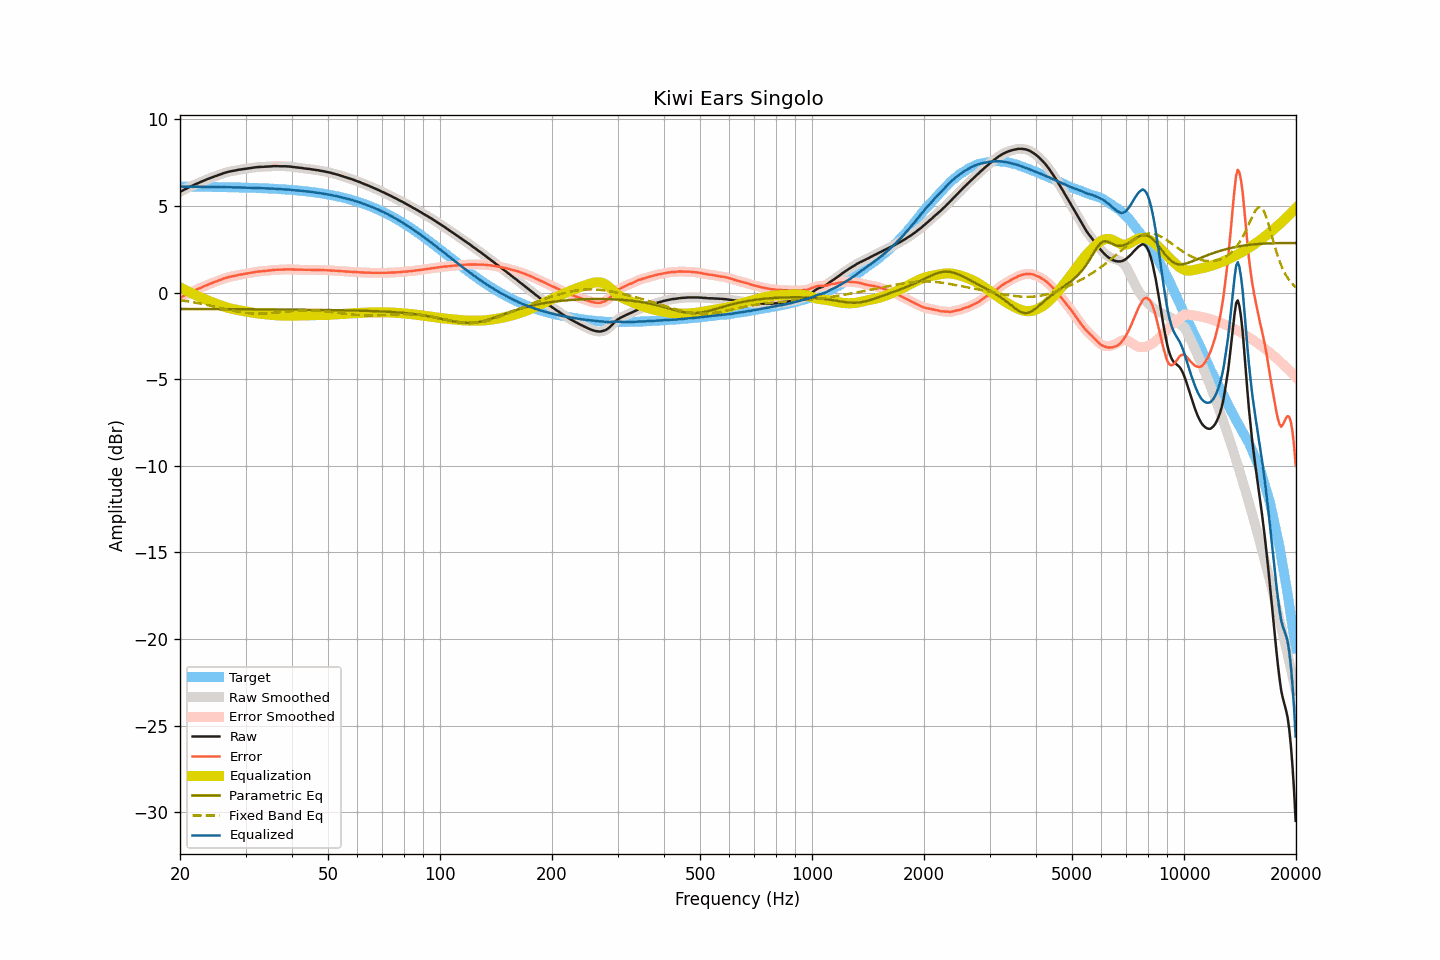 Kiwi Ears Singolo
10
5
0
−5
−10
−15
−20
−25
−30
Amplitude (dBr)
Target
Raw Smoothed
Error Smoothed
Raw
Error
Equalization
Parametric Eq
Fixed Band Eq
Equalized
20 50 100 200 500 1000 2000 5000 10000 20000
Frequency (Hz)